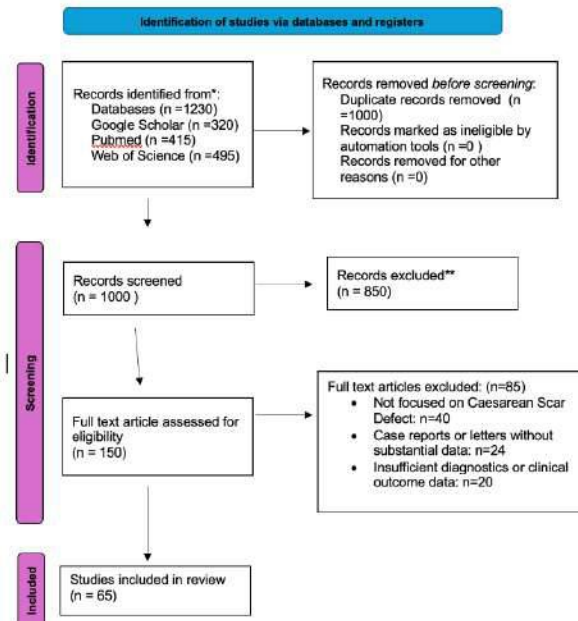 Identification of studies via databases and registers
Identification
Records identified from*:
Databases (n =1230)
Google Scholar (n =320)
Pubmed (n =415)
Web of Science (n =495)
Records removed before screening:
Duplicate records removed (n
=1000)
Records marked as ineligible by
automation tools (n =0 )
Records removed for other
reasons (n =0)
Screening
Records screened
(n = 1000 )
Records excluded**
(n = 850)
Full text article assessed for
eligibility
(n = 150)
Full text articles excluded: (n=85)
• Not focused on Caesarean Scar
Defect: n=40
• Case reports or letters without
substantial data: n=24
• Insufficient diagnostics or clinical
outcome data: n=20
Included
Studies included in review
(n = 65)